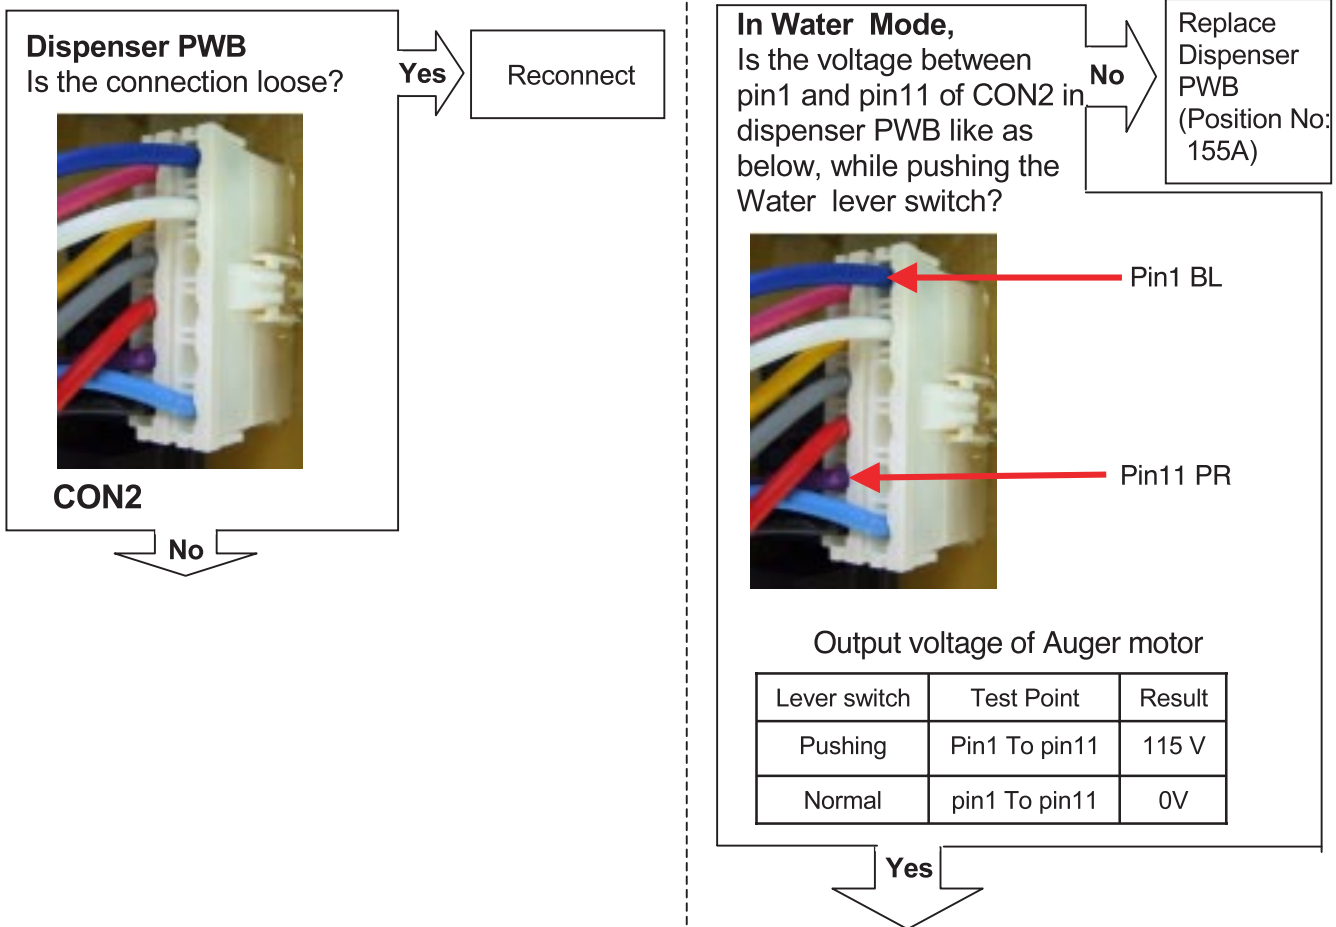 Dispenser PWB
Is the connection loose?
Yes
Reconnect
CON2
No
In Water Mode,
Is the voltage between
pin1 and pin11 of CON2 in
dispenser PWB like as
below, while pushing the
Water lever switch?
No
Replace
Dispenser
PWB
(Position No:
155A)
Pin1 BL
Pin11 PR
Output voltage of Auger motor
Lever switch Test Point Result
Pushing Pin1 To pin11 115 V
Normal pin1 To pin11 0V
Yes